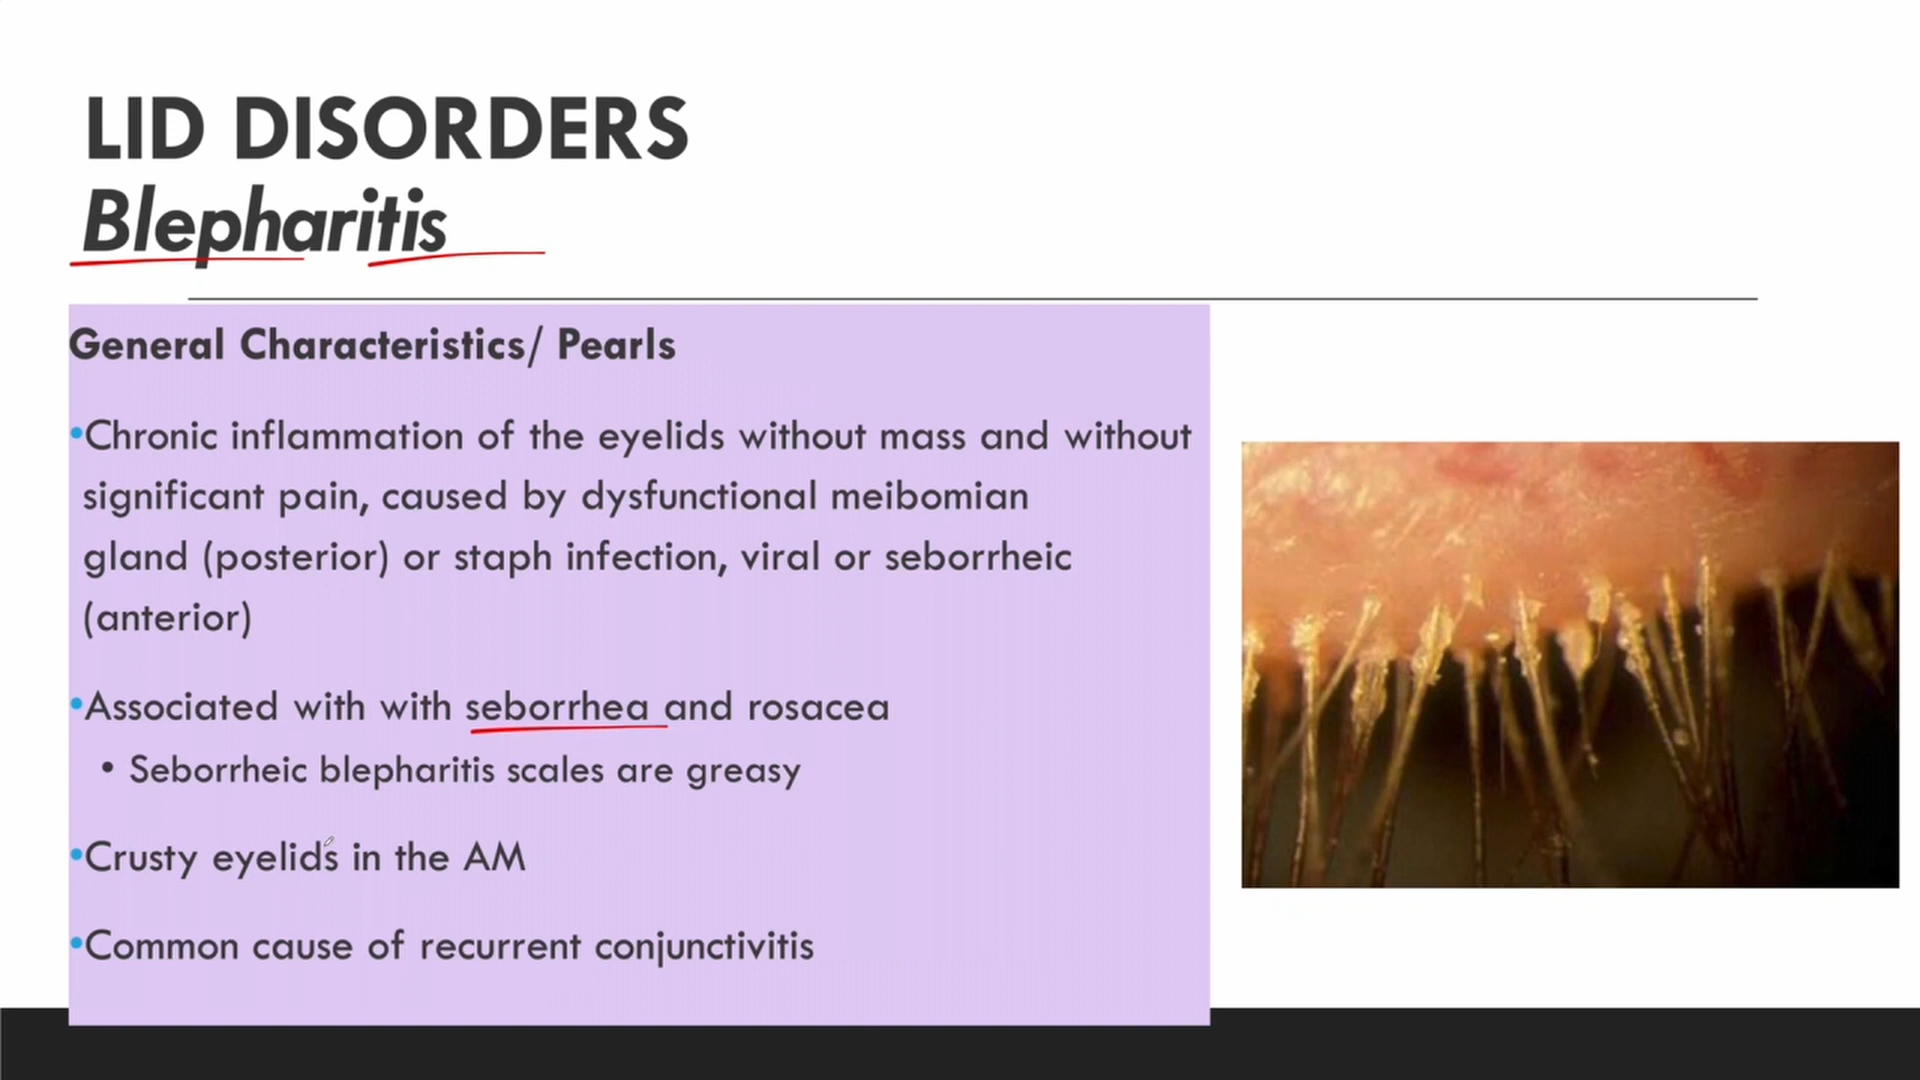 LID DISORDERS
Blepharitis
General Characteristics/ Pearls
•Chronic inflammation of the eyelids without mass and without
significant pain, caused by dysfunctional meibomian
gland (posterior) or staph infection, viral or seborrheic
(anterior)
•Associated with with seborrhea and rosacea
• Seborrheic blepharitis scales are greasy
•Crusty eyelids in the AM
•Common cause of recurrent conjunctivitis